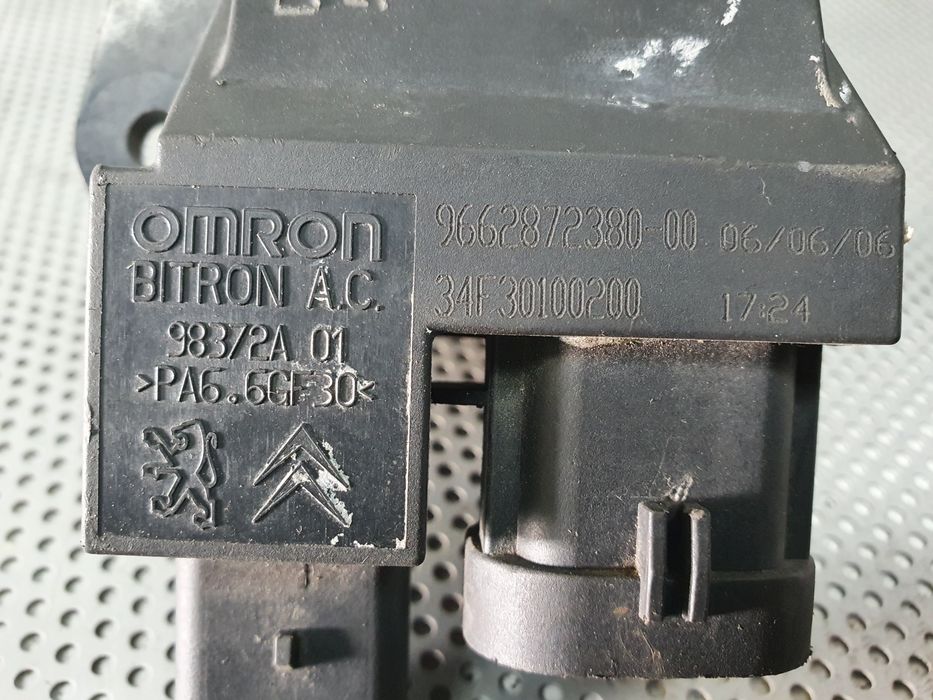 OMRON
BITRON A.C.
98372A 01
>PA6.6GF30<
9662872380-00 06/06/06
34F30100200 17:24